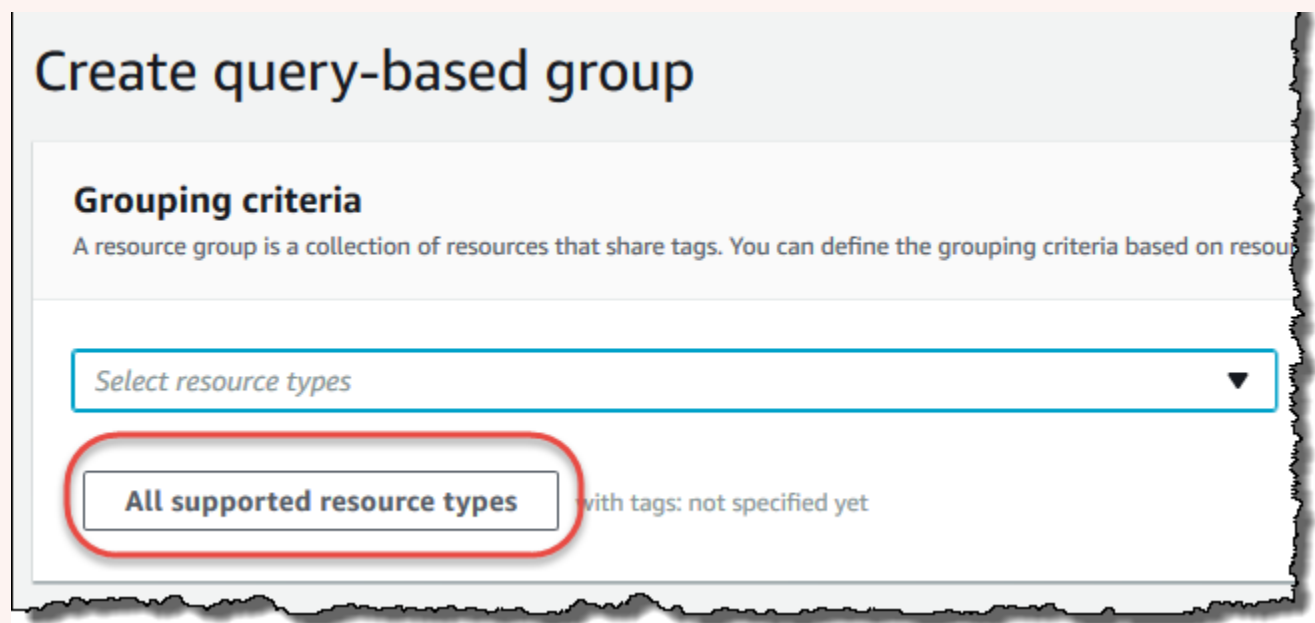 Create query-based group
Grouping criteria
A resource group is a collection of resources that share tags. You can define the grouping criteria based on
Select resource types
All supported resource types
with tags: not specified yet